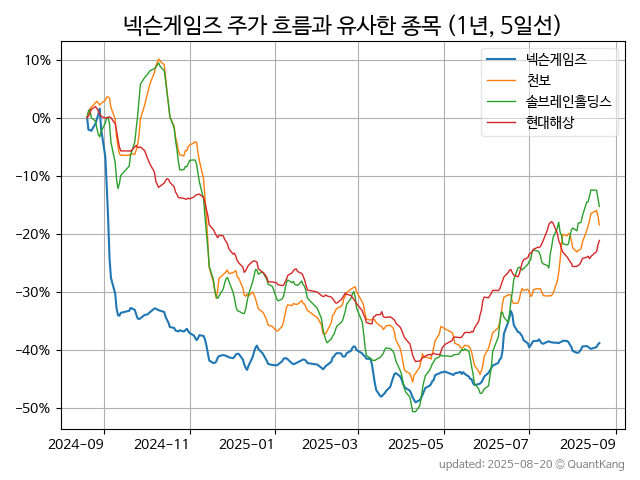 넥슨게임즈 주가 흐름과 유사한 종목 (1년, 5일선)
넥슨게임즈
천보
솔브레인홀딩스
현대해상
10%
0%
−10%
−20%
−30%
−40%
−50%
2024-09
2024-11
2025-01
2025-03
2025-05
2025-07
2025-09
updated: 2025-08-20 © QuantKang